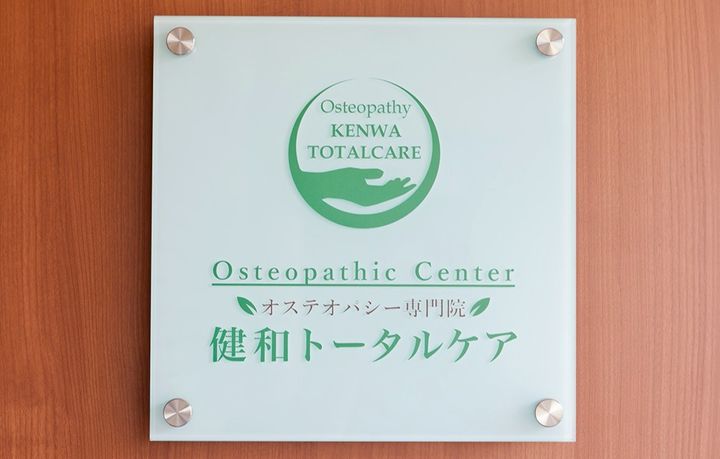 Osteopathy
KENWA
TOTALCARE
Osteopathic Center
オステオパシー専門院
健和トータルケア